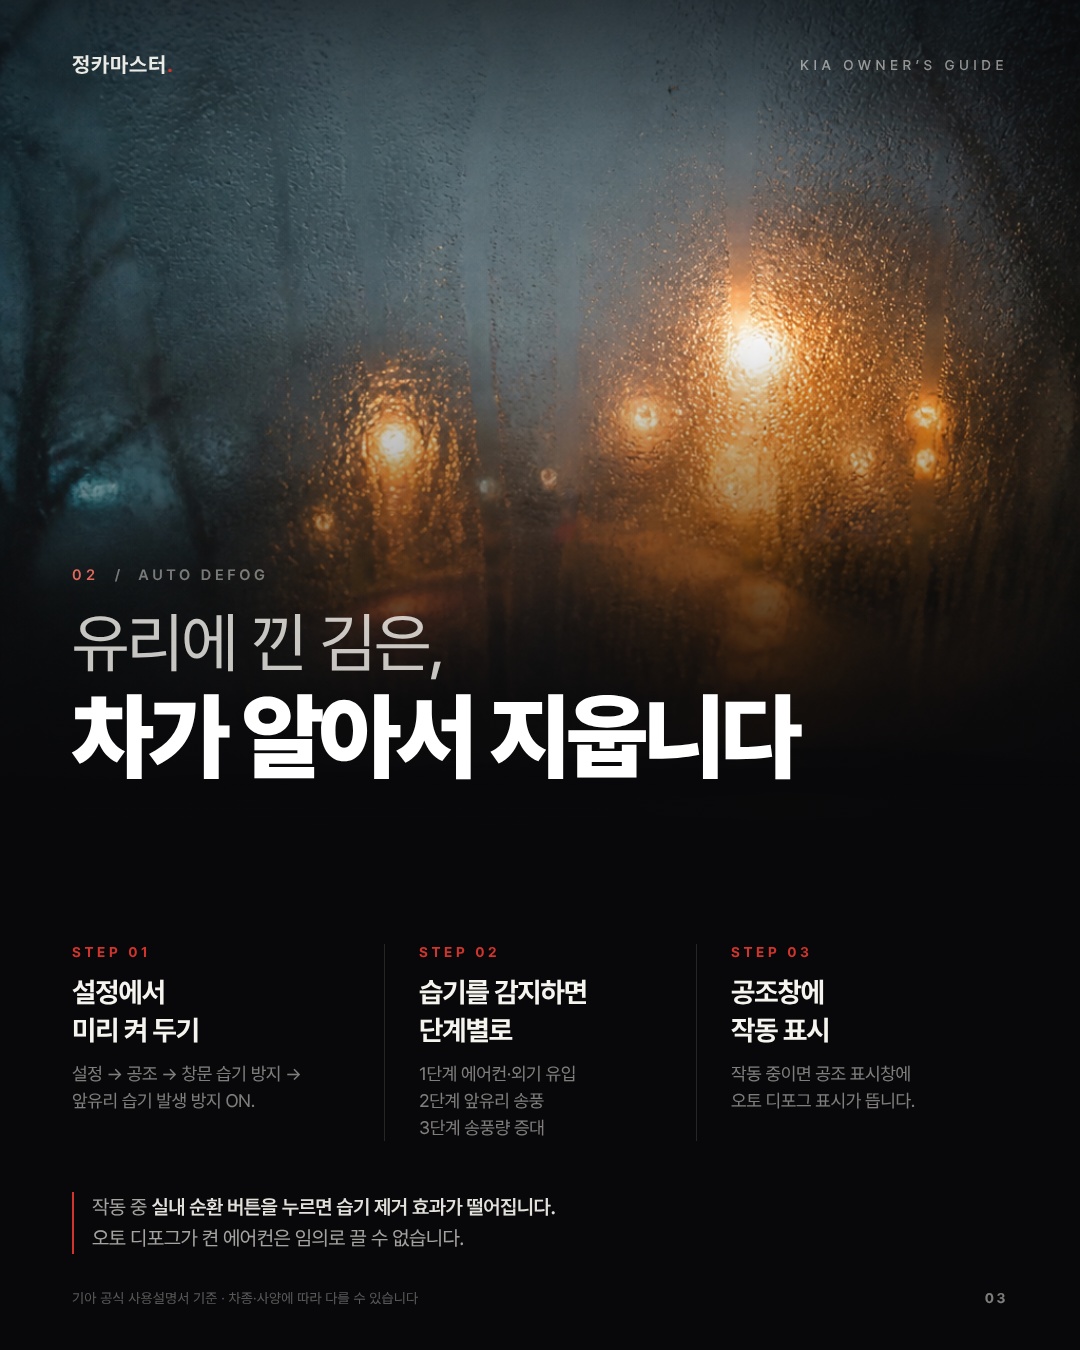 정카마스터.
KIA OWNER’S GUIDE
02 / AUTO DEFOG
유리에 낀 김은,
차가 알아서 지웁니다
STEP 01
설정에서
미리 켜 두기
설정 → 공조 → 창문 습기 방지 →
앞유리 습기 발생 방지 ON.
STEP 02
습기를 감지하면
단계별로
1단계 에어컨·외기 유입
2단계 앞유리 송풍
3단계 송풍량 증대
STEP 03
공조창에
작동 표시
작동 중이면 공조 표시창에
오토 디포그 표시가 뜹니다.
작동 중 실내 순환 버튼을 누르면 습기 제거 효과가 떨어집니다.
오토 디포그가 켠 에어컨은 임의로 끌 수 없습니다.
기아 공식 사용설명서 기준 · 차종·사양에 따라 다를 수 있습니다
03